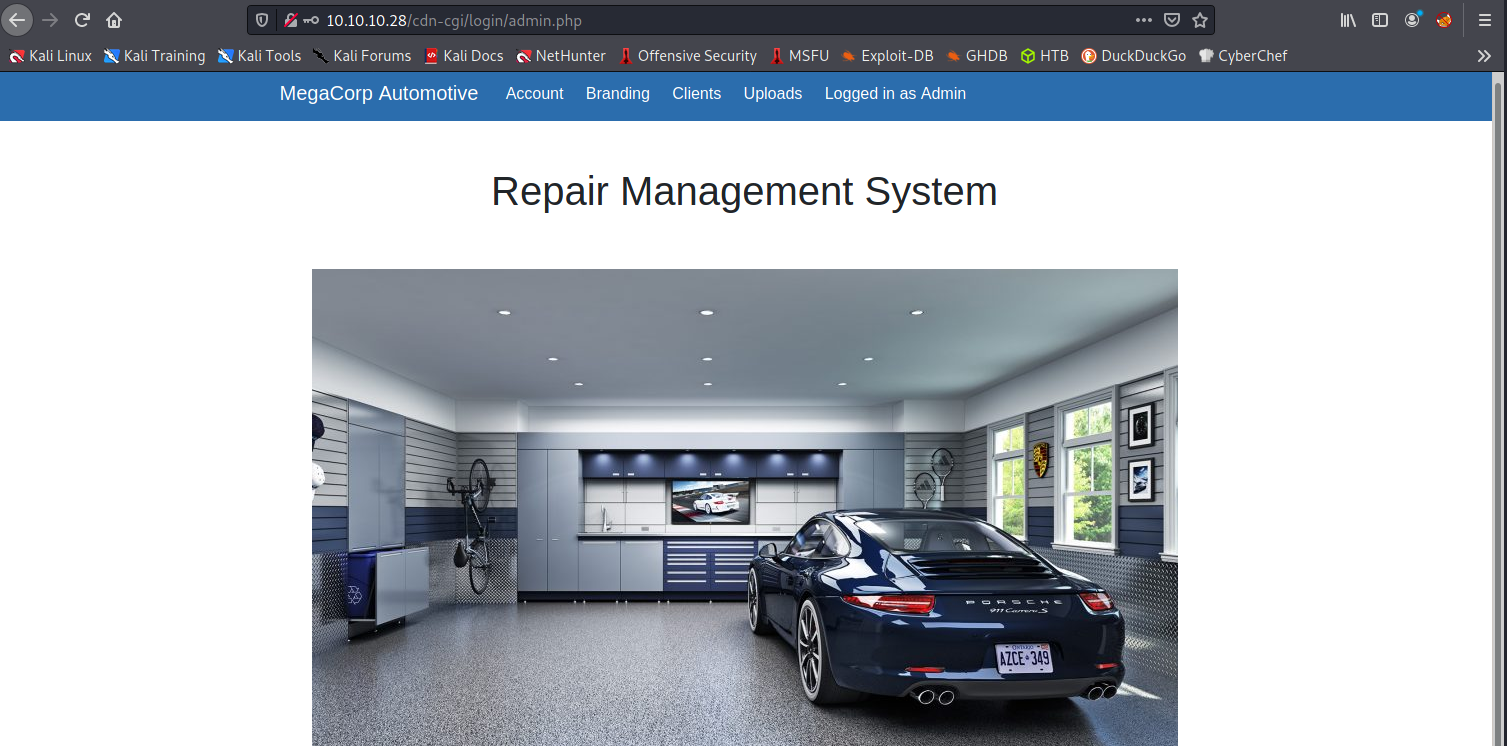 10.10.10.28/cdn-cgi/login/admin.php
Kali Linux Kali Training Kali Tools Kali Forums Kali Docs NetHunter Offensive Security MSFU Exploit-DB GHDB HTB DuckDuckGo CyberChef
MegaCorp Automotive Account Branding Clients Uploads Logged in as Admin
Repair Management System
PORSCHE
911 Carrera S
ONTARIO
AZCE 349